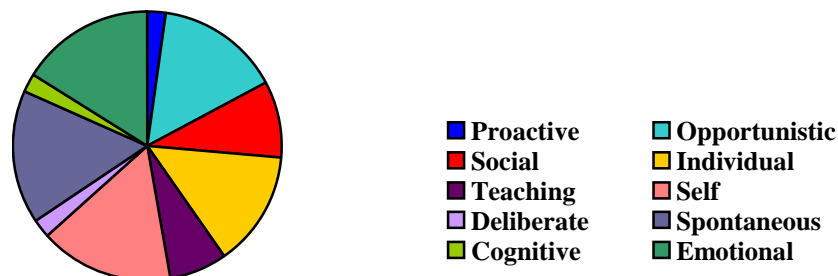 Proactive Opportunistic
Social Individual
Teaching Self
Deliberate Spontaneous
Cognitive Emotional